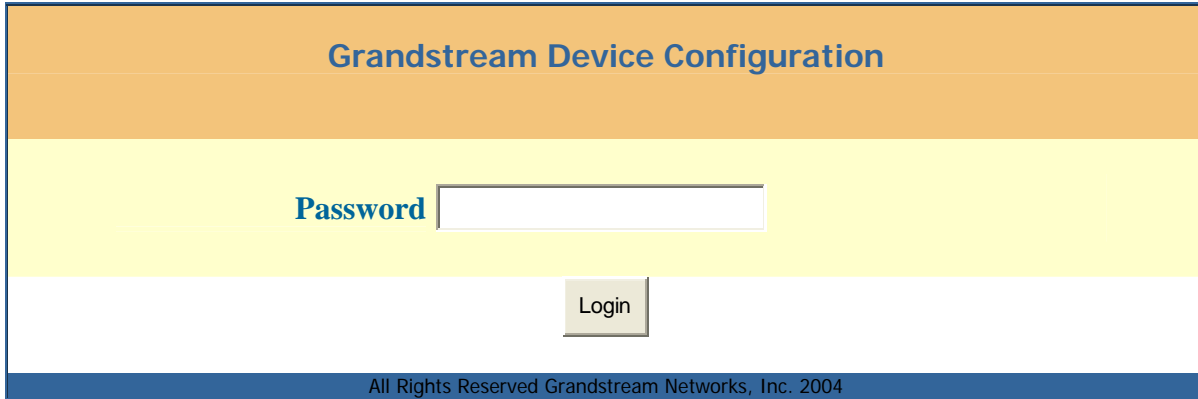 Grandstream Device Configuration
Password
Login
All Rights Reserved Grandstream Networks, Inc. 2004